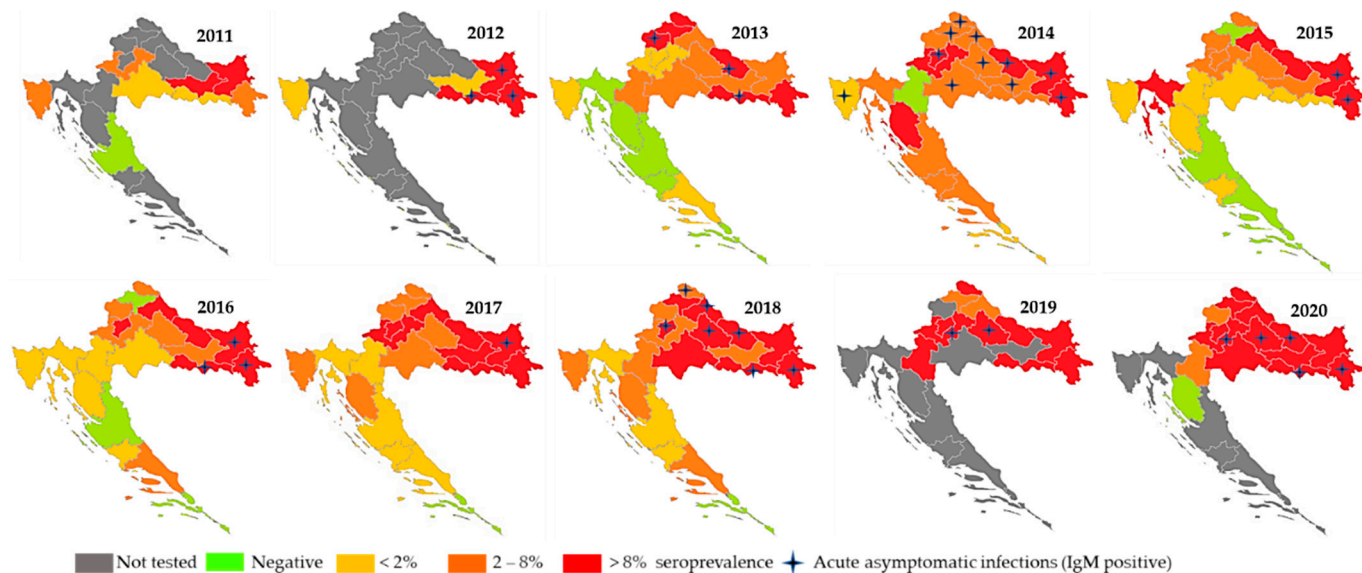 2011
2012
2013
2014
2015
2016
2017
2018
2019
2020
Not tested
Negative
< 2%
2 – 8%
> 8% seroprevalence
Acute asymptomatic infections (IgM positive)